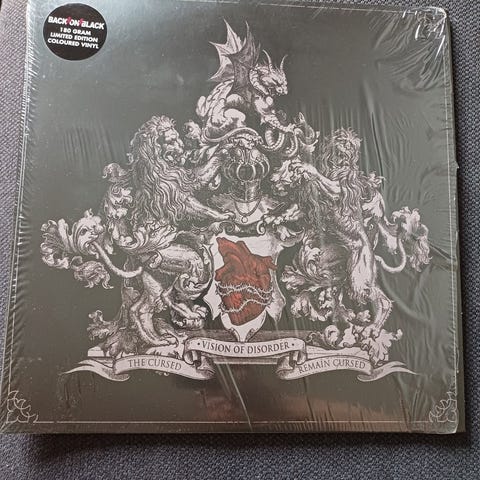 BACK ON BLACK
180 GRAM
LIMITED EDITION
COLOURED VINYL
• VISION OF DISORDER •
THE CURSED
REMAIN CURSED